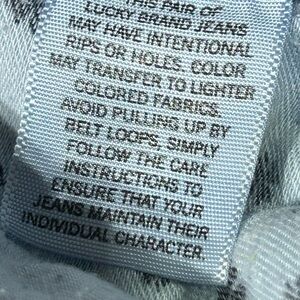 THIS PAIR OF
LUCKY BRAND JEANS
MAY HAVE INTENTIONAL
RIPS OR HOLES. COLOR
MAY TRANSFER TO LIGHTER
COLORED FABRICS.
AVOID PULLING UP BY
BELT LOOPS, SIMPLY
FOLLOW THE CARE
INSTRUCTIONS TO
ENSURE THAT YOUR
JEANS MAINTAIN THEIR
INDIVIDUAL CHARACTER.